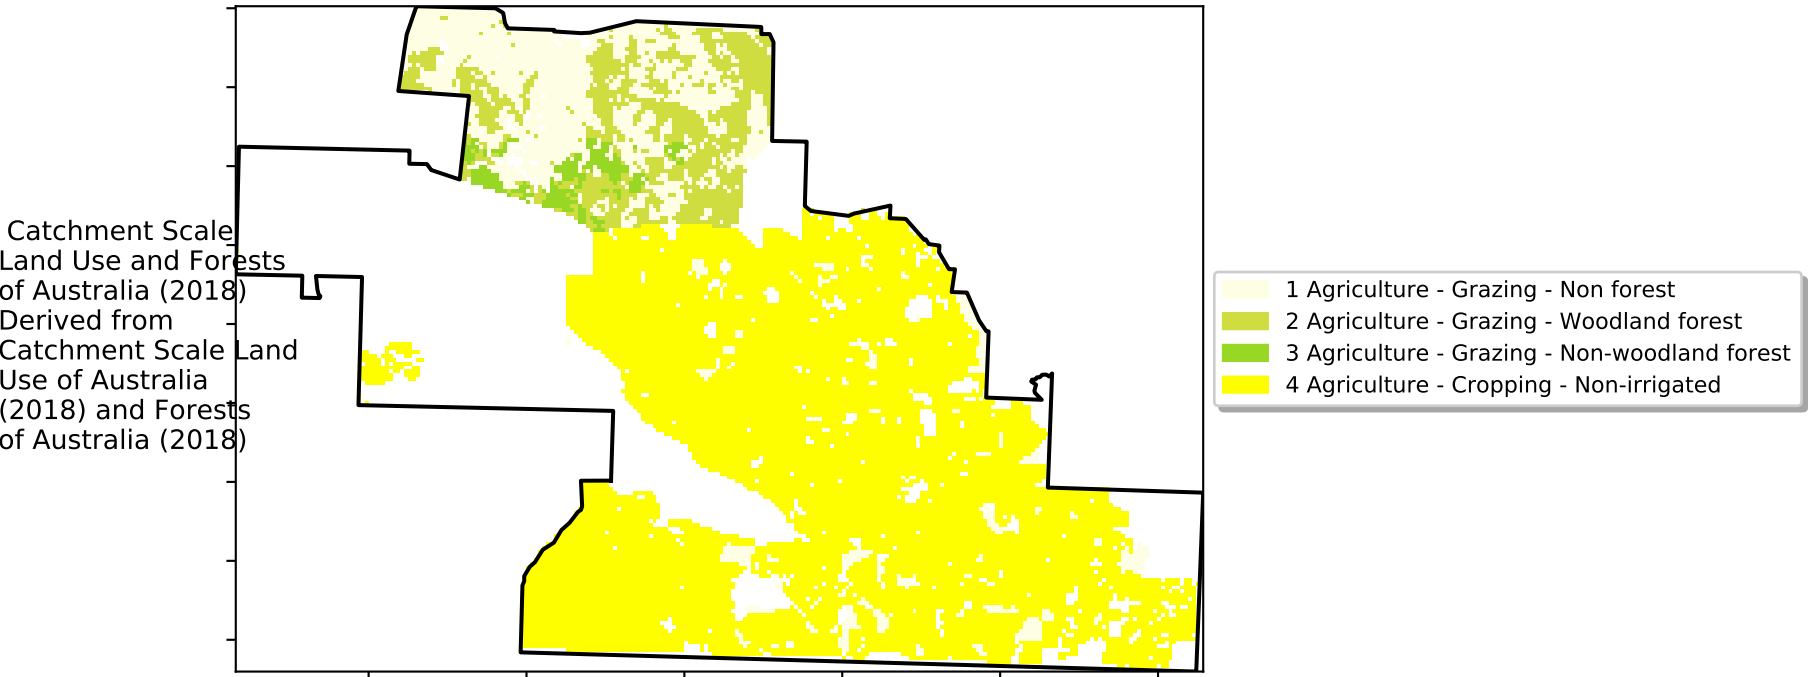 Catchment Scale
Land Use and Forests
of Australia (2018)
Derived from
Catchment Scale Land
Use of Australia
(2018) and Forests
of Australia (2018)
1 Agriculture - Grazing - Non forest
2 Agriculture - Grazing - Woodland forest
3 Agriculture - Grazing - Non-woodland forest
4 Agriculture - Cropping - Non-irrigated